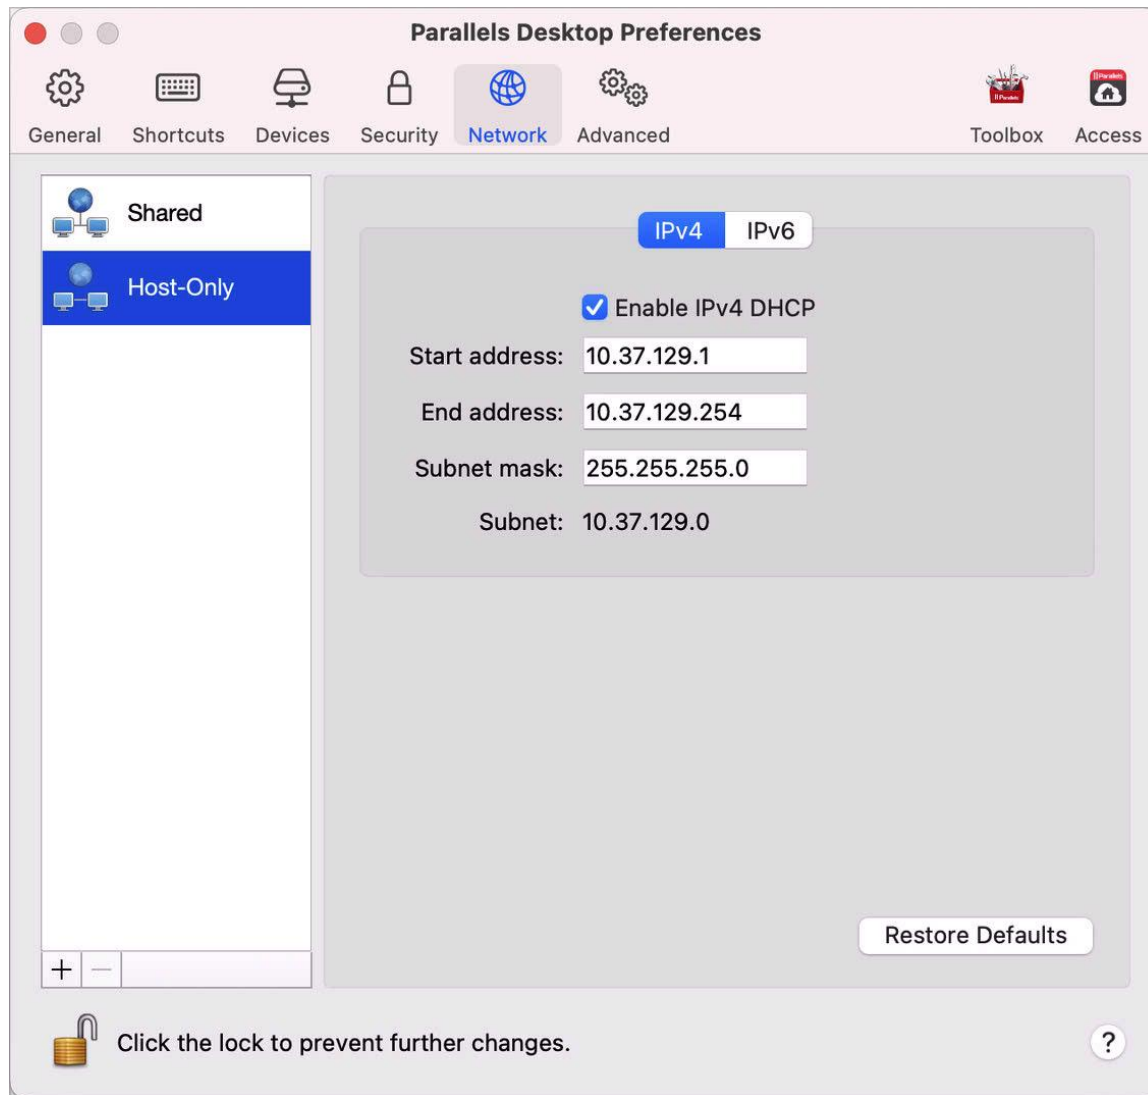 Parallels Desktop Preferences
General Shortcuts Devices Security Network Advanced Toolbox Access
Shared
Host-Only
IPv4 IPv6
Enable IPv4 DHCP
Start address: 10.37.129.1
End address: 10.37.129.254
Subnet mask: 255.255.255.0
Subnet: 10.37.129.0
Restore Defaults
Click the lock to prevent further changes.
?